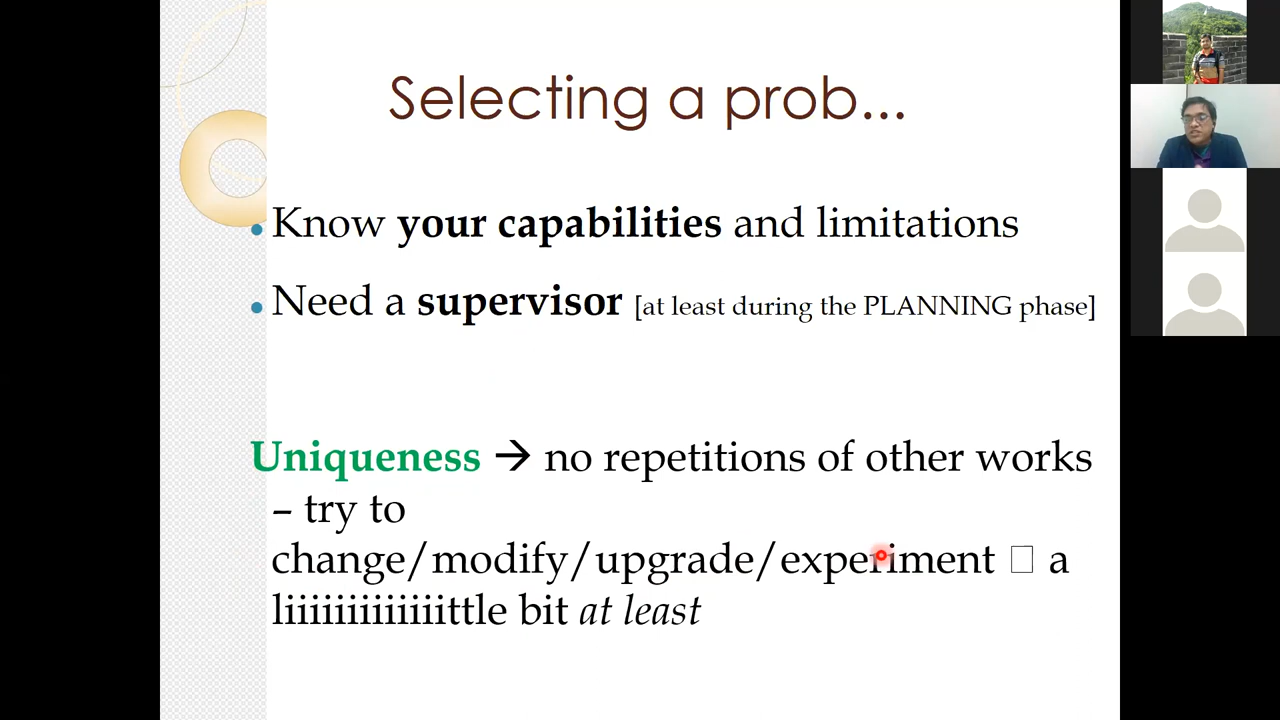 Selecting a prob...
• Know your capabilities and limitations
• Need a supervisor [at least during the PLANNING phase]
Uniqueness → no repetitions of other works
– try to
change/modify/upgrade/experiment □ a
liiiiiiiiiiiiittle bit at least